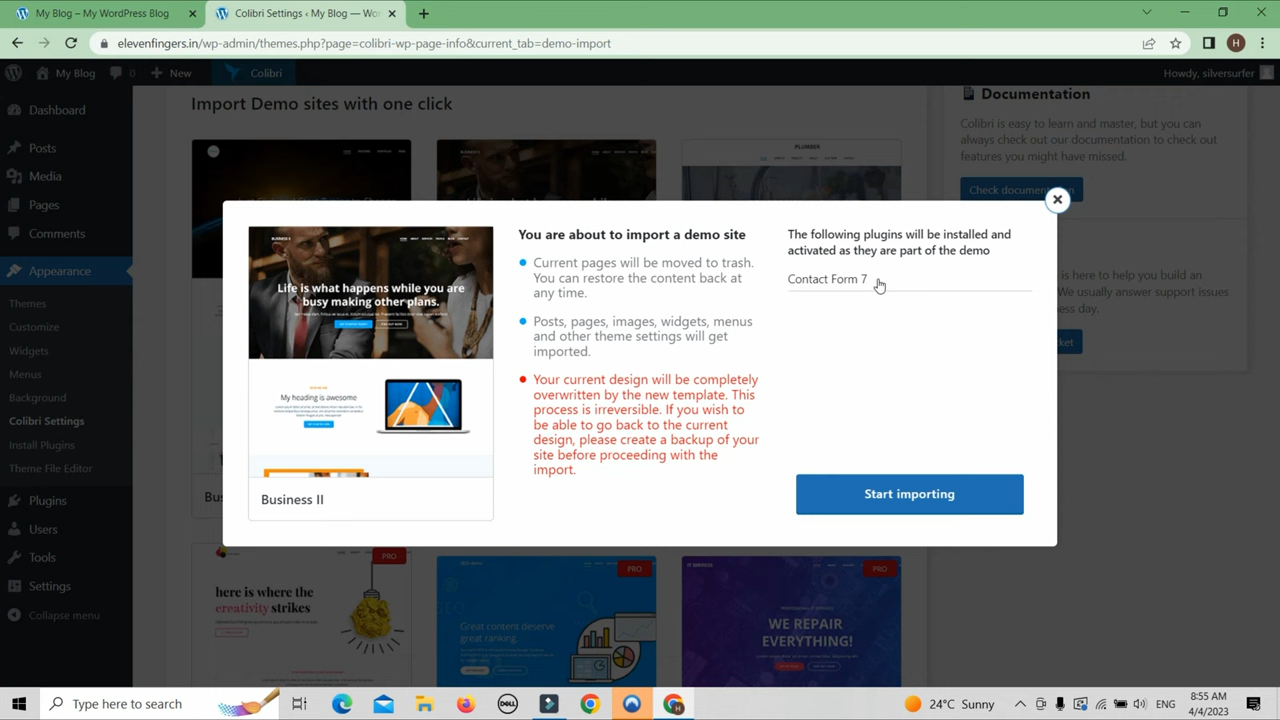 My Blog – My WordPress Blog
Colibri Settings ‹ My Blog — Wo
elevenfingers.in/wp-admin/themes.php?page=colibri-wp-page-info&current_tab=demo-import
H
My Blog
0
New
Colibri
Howdy, silversurfer
Dashboard
Posts
Media
Pages
Comments
Appearance
Themes
Customize
Widgets
Menus
Background
Colibri Settings
Install Plugins
Theme File Editor
Plugins
Users
Tools
Settings
Collapse menu
Import Demo sites with one click
PLUMBER
Documentation
Colibri is easy to learn and master, but you can
always check out our documentation to check out
features you might have missed.
Check documentation
is here to help you build an
We usually answer support issues
ness day.
ket
You are about to import a demo site
Current pages will be moved to trash.
You can restore the content back at
any time.
Posts, pages, images, widgets, menus
and other theme settings will get
imported.
Your current design will be completely
overwritten by the new template. This
process is irreversible. If you wish to
be able to go back to the current
design, please create a backup of your
site before proceeding with the
import.
The following plugins will be installed and
activated as they are part of the demo
Contact Form 7
Start importing
Life is what happens while you are
busy making other plans.
My heading is awesome
Business II
Bu
PRO
here is where the
creativity strikes
PRO
Great content deserve
great ranking.
PRO
WE REPAIR
EVERYTHING!
Type here to search
DELL
24°C Sunny
ENG
8:55 AM
4/4/2023